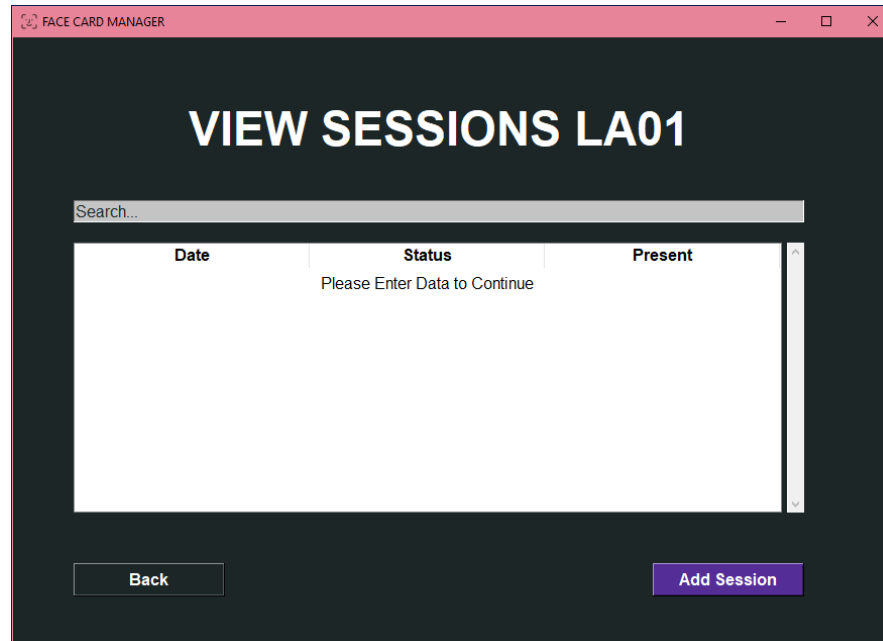 FACE CARD MANAGER
VIEW SESSIONS LA01
Search...
Date Status Present
Please Enter Data to Continue
Back Add Session